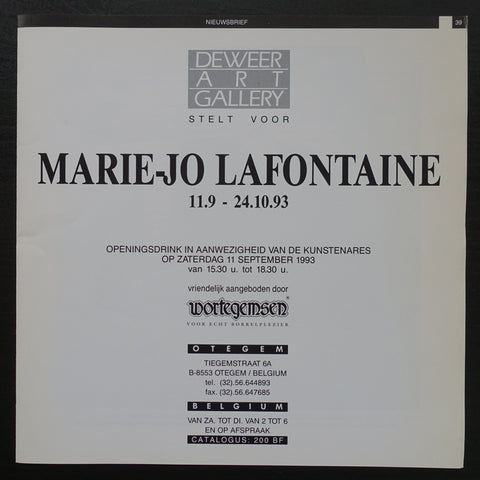 NIEUWSBRIEF 39
DEWEER
ART
GALLERY
STELT VOOR
MARIE-JO LAFONTAINE
11.9 - 24.10.93
OPENINGSDRINK IN AANWEZIGHEID VAN DE KUNSTENARES
OP ZATERDAG 11 SEPTEMBER 1993
van 15.30 u. tot 18.30 u.
vriendelijk aangeboden door
wortegemsen®
VOOR ECHT BORRELPLEZIER
OTEGEM
TIEGEMSTRAAT 6A
B-8553 OTEGEM / BELGIUM
tel. (32).56.644893
fax. (32).56.647685
BELGIUM
VAN ZA. TOT DI. VAN 2 TOT 6
EN OP AFSPRAAK
CATALOGUS: 200 BF